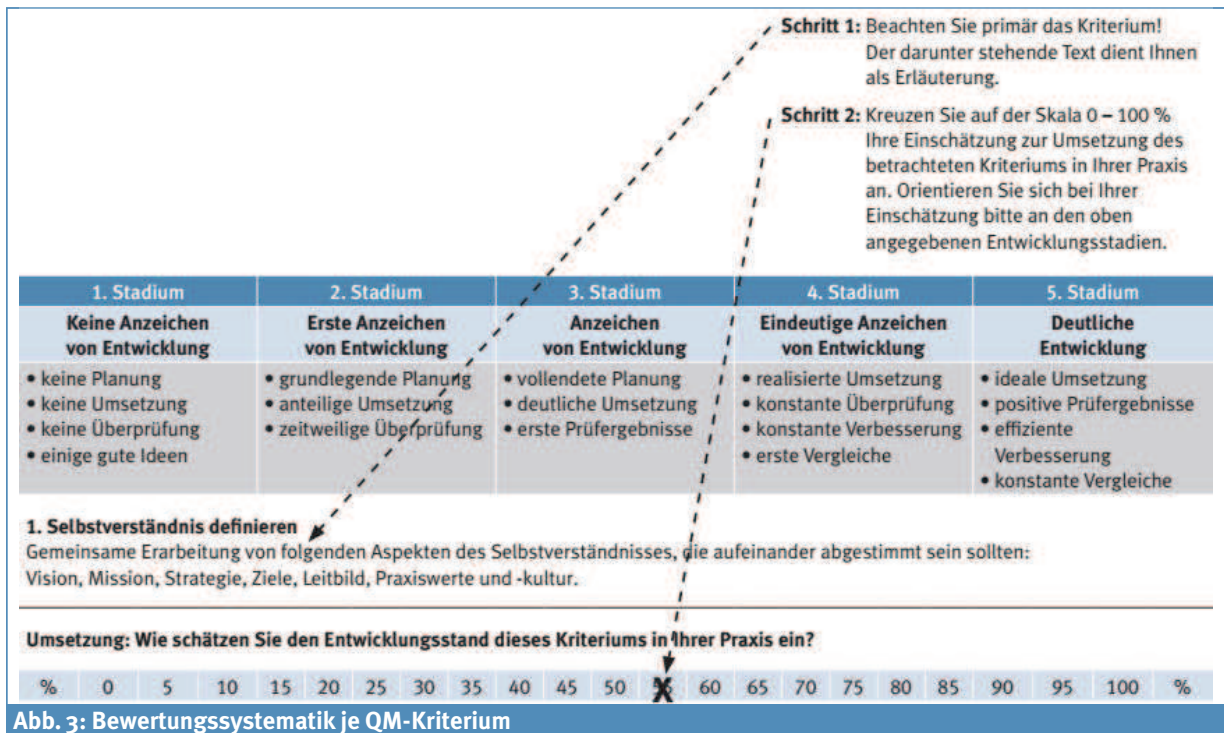 Schritt 1: Beachten Sie primär das Kriterium!
Der darunter stehende Text dient Ihnen
als Erläuterung.
Schritt 2: Kreuzen Sie auf der Skala 0 – 100 %
Ihre Einschätzung zur Umsetzung des
betrachteten Kriteriums in Ihrer Praxis
an. Orientieren Sie sich bei Ihrer
Einschätzung bitte an den oben
angegebenen Entwicklungsstadien.
1. Stadium
Keine Anzeichen
von Entwicklung
• keine Planung
• keine Umsetzung
• keine Überprüfung
• einige gute Ideen
2. Stadium
Erste Anzeichen
von Entwicklung
• grundlegende Planung
• anteilige Umsetzung
• zeitweilige Überprüfung
3. Stadium
Anzeichen
von Entwicklung
• vollendete Planung
• deutliche Umsetzung
• erste Prüfergebnisse
4. Stadium
Eindeutige Anzeichen
von Entwicklung
• realisierte Umsetzung
• konstante Überprüfung
• konstante Verbesserung
• erste Vergleiche
5. Stadium
Deutliche
Entwicklung
• ideale Umsetzung
• positive Prüfergebnisse
• effiziente
Verbesserung
• konstante Vergleiche
1. Selbstverständnis definieren
Gemeinsame Erarbeitung von folgenden Aspekten des Selbstverständnisses, die aufeinander abgestimmt sein sollten:
Vision, Mission, Strategie, Ziele, Leitbild, Praxiswerte und -kultur.
Umsetzung: Wie schätzen Sie den Entwicklungsstand dieses Kriteriums in Ihrer Praxis ein?
% 0 5 10 15 20 25 30 35 40 45 50 X 60 65 70 75 80 85 90 95 100 %
Abb. 3: Bewertungssystematik je QM-Kriterium